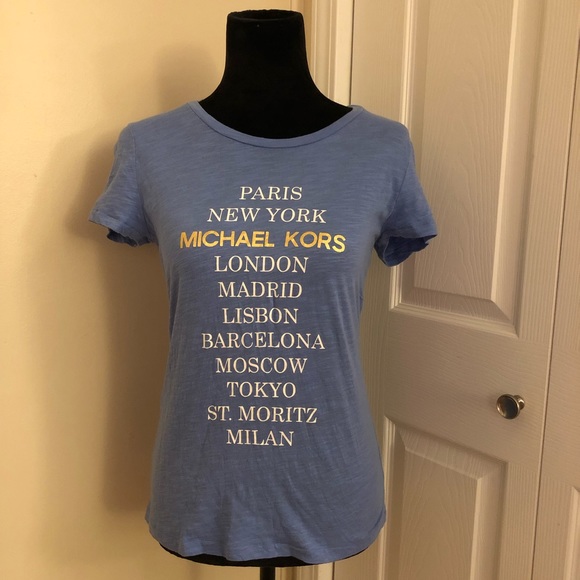 PARIS
NEW YORK
MICHAEL KORS
LONDON
MADRID
LISBON
BARCELONA
MOSCOW
TOKYO
ST. MORITZ
MILAN